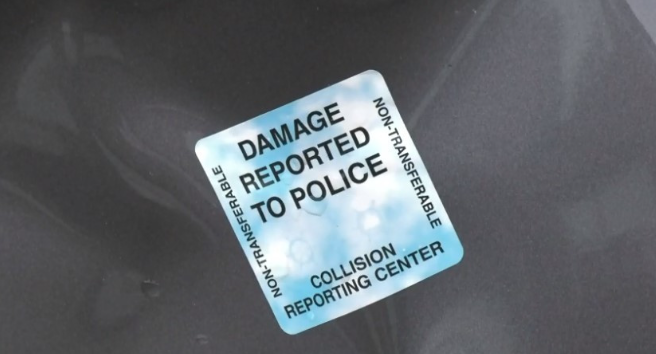 DAMAGE
REPORTED
TO POLICE
NON-TRANSFERABLE
NON-TRANSFERABLE
COLLISION
REPORTING CENTER